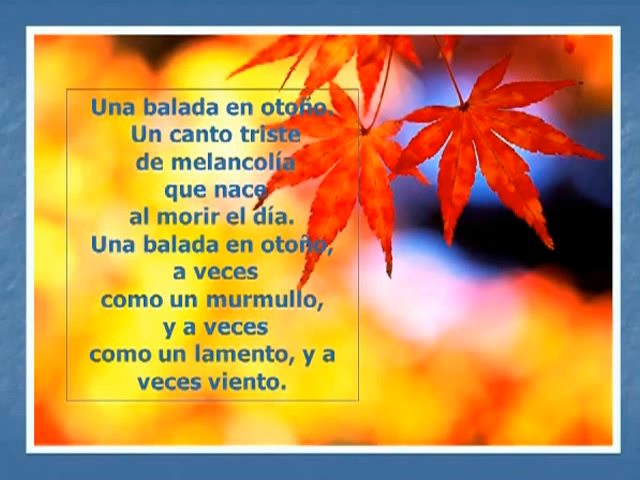 Una balada en otoño.
Un canto triste
de melancolía
que nace
al morir el día.
Una balada en otoño,
a veces
como un murmullo,
y a veces
como un lamento, y a
veces viento.